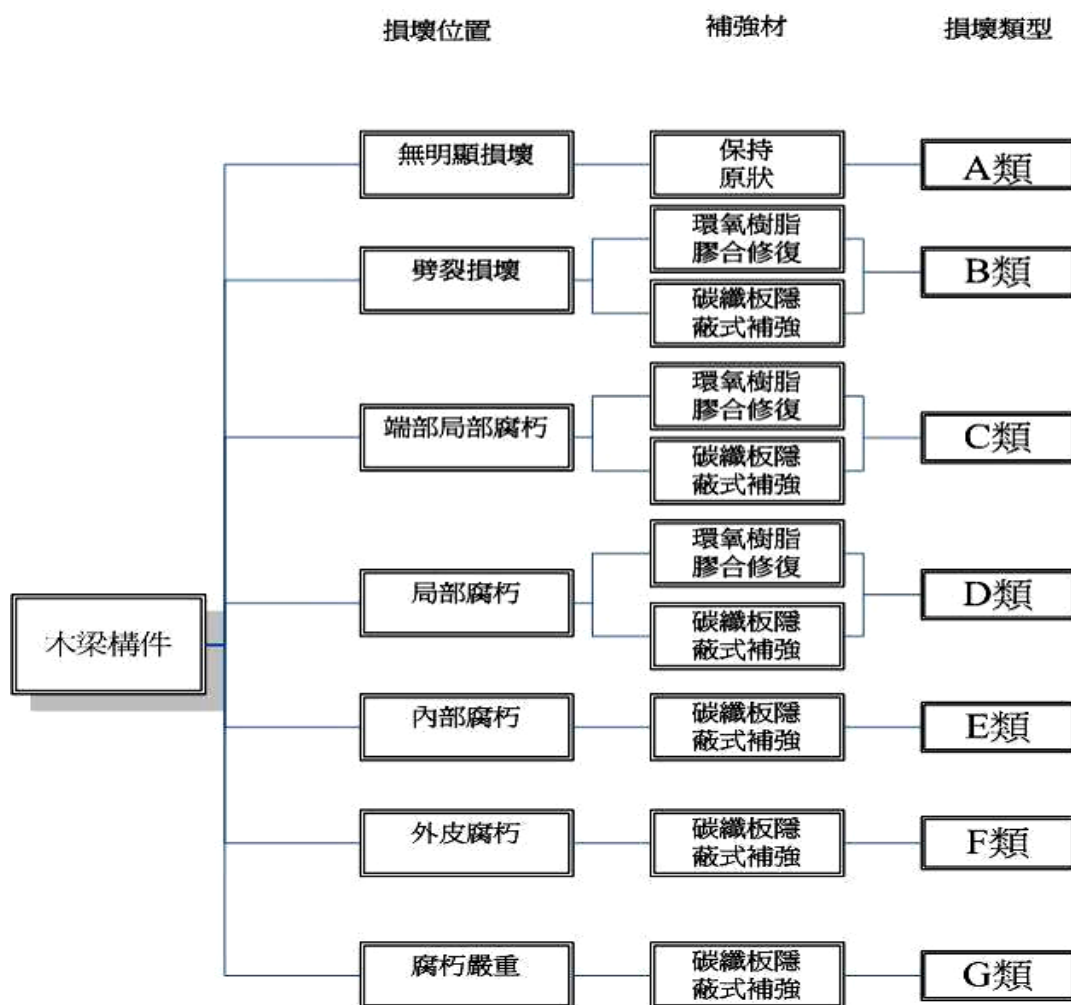 損壞位置
補強材
損壞類型
木梁構件
無明顯損壞
保持
原狀
A類
劈裂損壞
環氧樹脂
膠合修復
碳纖板隱
蔽式補強
B類
端部局部腐朽
環氧樹脂
膠合修復
碳纖板隱
蔽式補強
C類
局部腐朽
環氧樹脂
膠合修復
碳纖板隱
蔽式補強
D類
內部腐朽
碳纖板隱
蔽式補強
E類
外皮腐朽
碳纖板隱
蔽式補強
F類
腐朽嚴重
碳纖板隱
蔽式補強
G類